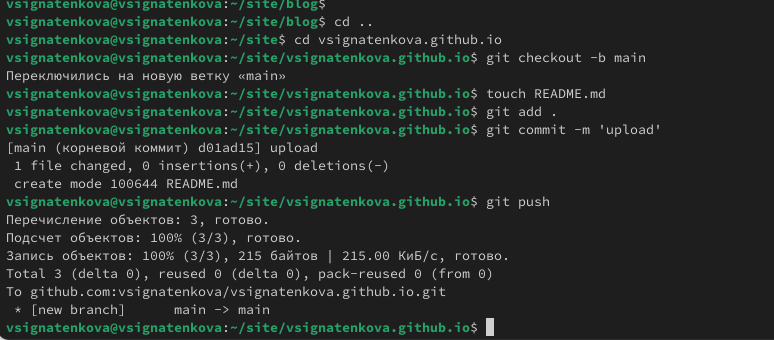 vsignatenkova@vsignatenkova:~/site/blog$
vsignatenkova@vsignatenkova:~/site/blog$ cd ..
vsignatenkova@vsignatenkova:~/site$ cd vsignatenkova.github.io
vsignatenkova@vsignatenkova:~/site/vsignatenkova.github.io$ git checkout -b main
Переключились на новую ветку «main»
vsignatenkova@vsignatenkova:~/site/vsignatenkova.github.io$ touch README.md
vsignatenkova@vsignatenkova:~/site/vsignatenkova.github.io$ git add .
vsignatenkova@vsignatenkova:~/site/vsignatenkova.github.io$ git commit -m 'upload'
[main (корневой коммит) d01ad15] upload
 1 file changed, 0 insertions(+), 0 deletions(-)
 create mode 100644 README.md
vsignatenkova@vsignatenkova:~/site/vsignatenkova.github.io$ git push
Перечисление объектов: 3, готово.
Подсчет объектов: 100% (3/3), готово.
Запись объектов: 100% (3/3), 215 байтов | 215.00 КиБ/с, готово.
Total 3 (delta 0), reused 0 (delta 0), pack-reused 0 (from 0)
To github.com:vsignatenkova/vsignatenkova.github.io.git
 * [new branch]      main -> main
vsignatenkova@vsignatenkova:~/site/vsignatenkova.github.io$